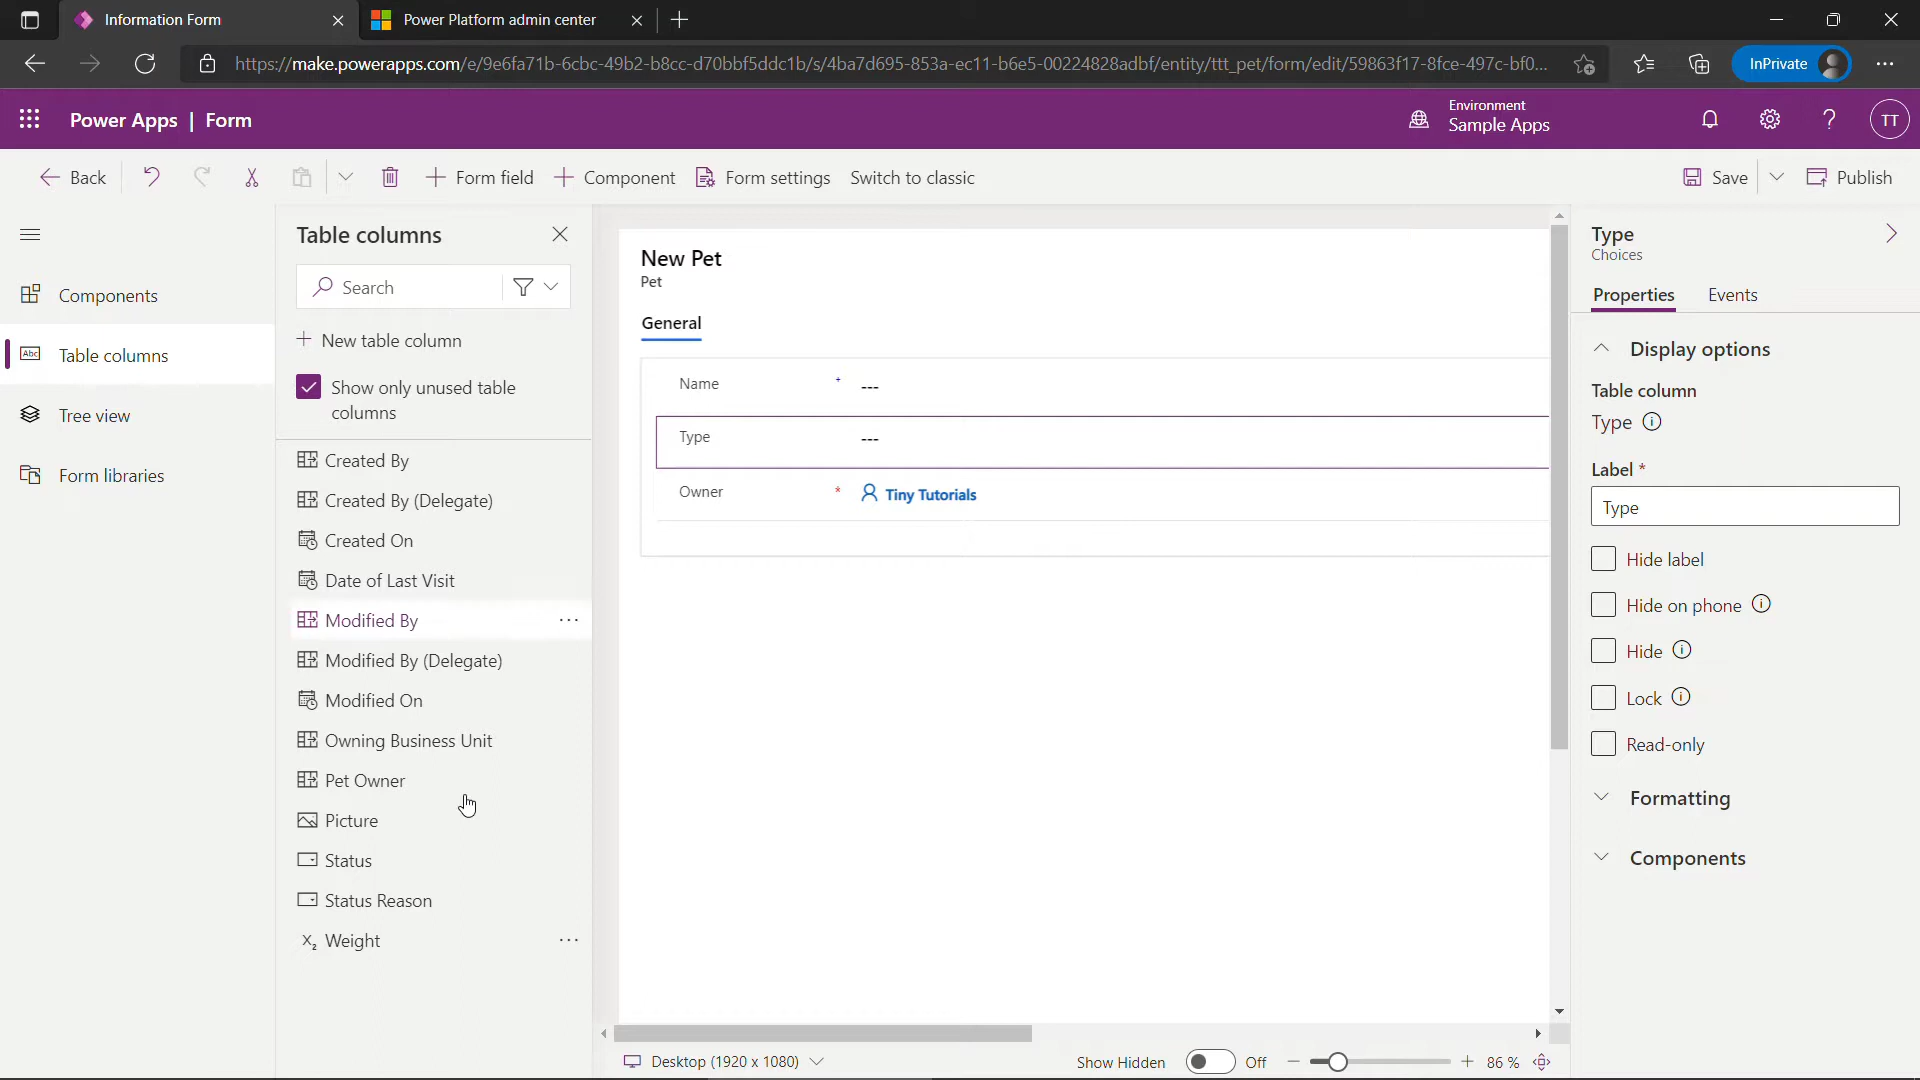 Information Form
Power Platform admin center
https://make.powerapps.com/e/9e6fa71b-6cbc-49b2-b8cc-d70bbf5ddc1b/s/4ba7d695-853a-ec11-b6e5-00224828adbf/entity/ttt_pet/form/edit/59863f17-8fce-497c-bf0...
InPrivate
Power Apps | Form
Environment
Sample Apps
TT
Back
Form field
Component
Form settings
Switch to classic
Save
Publish
Components
Abc Table columns
Tree view
Form libraries
Table columns
Search
New table column
Show only unused table
columns
Created By
Created By (Delegate)
Created On
Date of Last Visit
Modified By
Modified By (Delegate)
Modified On
Owning Business Unit
Pet Owner
Picture
Status
Status Reason
X₂ Weight
New Pet
Pet
General
Name + ---
Type ---
Owner * Tiny Tutorials
Desktop (1920 x 1080)
Show Hidden Off
86 %
Type
Choices
Properties Events
Display options
Table column
Type
Label *
Type
Hide label
Hide on phone
Hide
Lock
Read-only
Formatting
Components